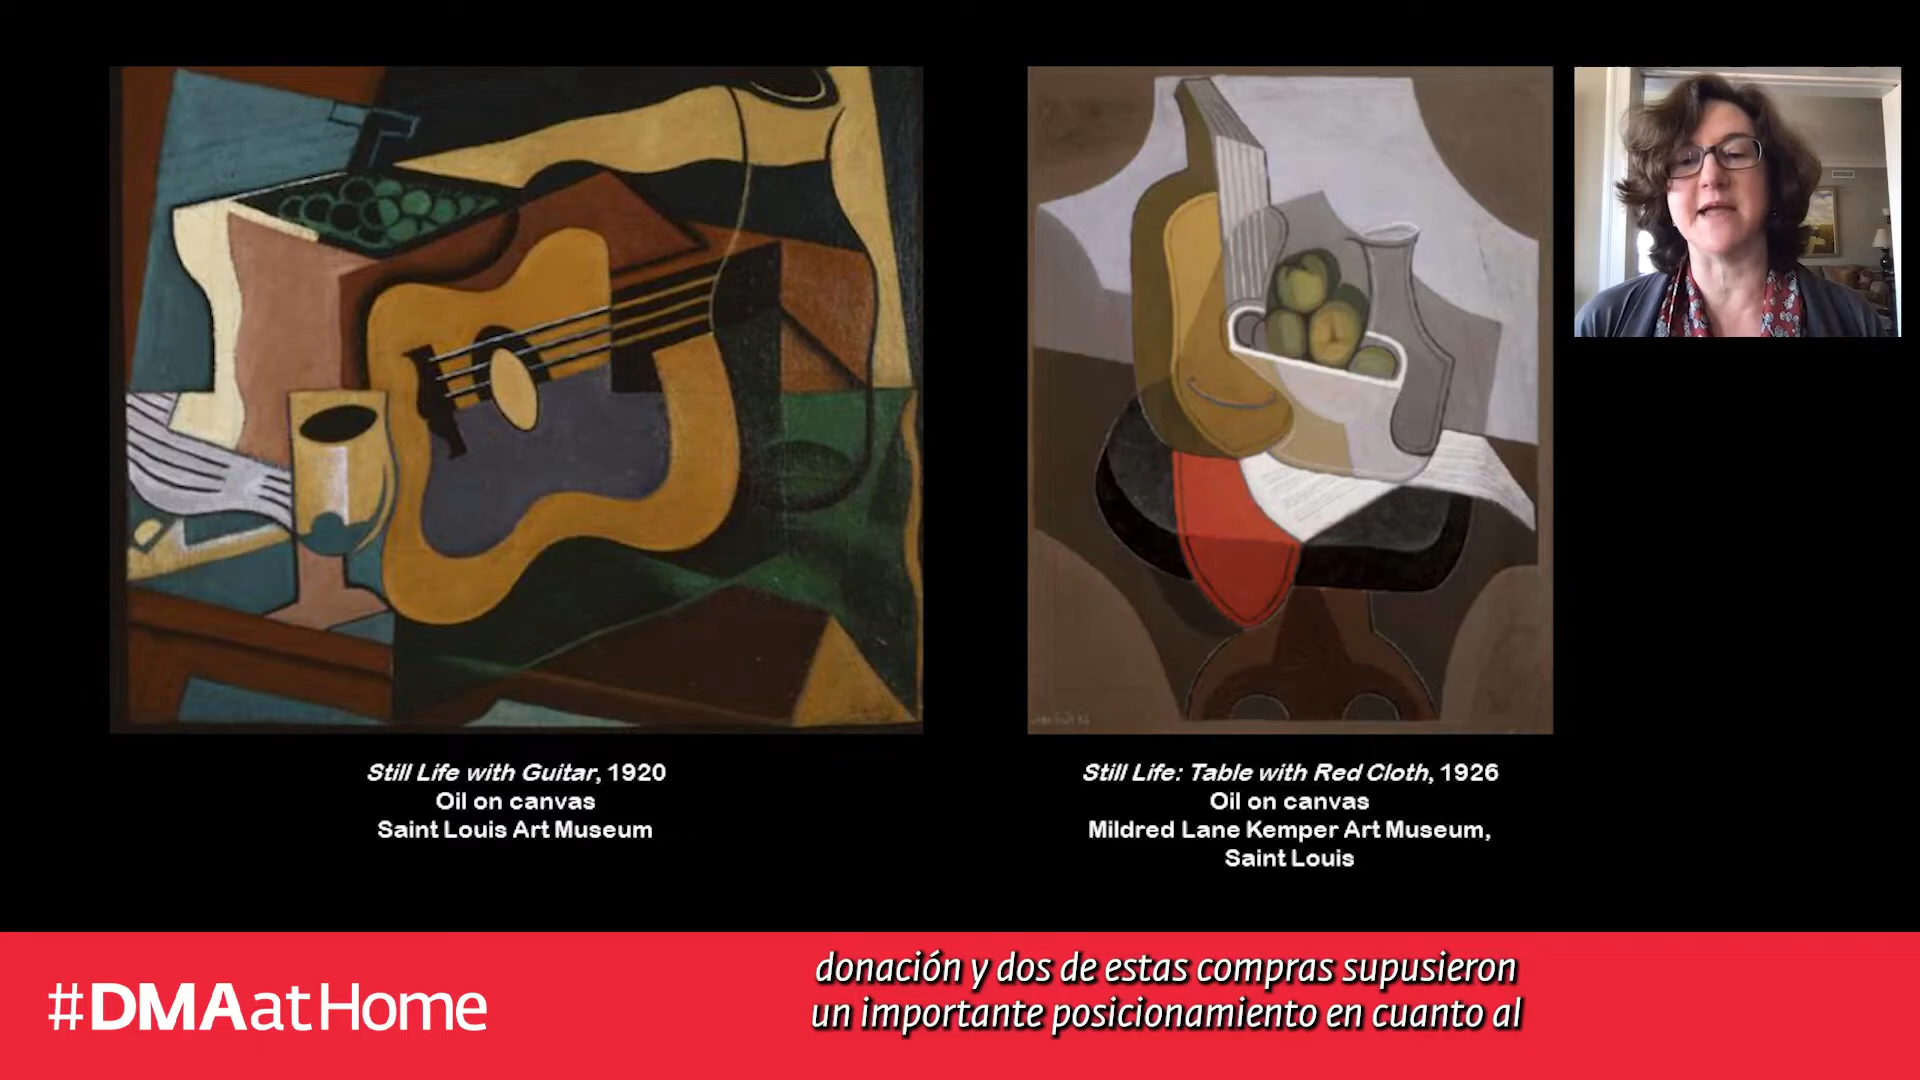 Still Life with Guitar, 1920
Oil on canvas
Saint Louis Art Museum
Still Life: Table with Red Cloth, 1926
Oil on canvas
Mildred Lane Kemper Art Museum,
Saint Louis
#DMAatHome
donación y dos de estas compras supusieron
un importante posicionamiento en cuanto al